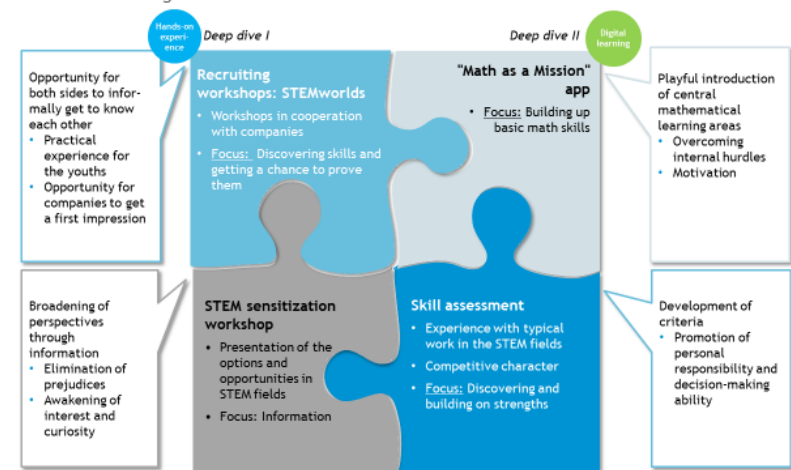 Hands-on
experi-
ence
Deep dive I
Deep dive II
Digital
learning
Opportunity for
both sides to infor-
mally get to know
each other
• Practical
experience for
the youths
• Opportunity for
companies to get
a first impression
Recruiting
workshops: STEMworlds
• Workshops in cooperation
with companies
• Focus: Discovering skills and
getting a chance to prove
them
"Math as a Mission"
app
• Focus: Building up
basic math skills
Playful introduction
of central
mathematical
learning areas
• Overcoming
internal hurdles
• Motivation
Broadening of
perspectives
through
information
• Elimination of
prejudices
• Awakening of
interest and
curiosity
STEM sensitization
workshop
• Presentation of the
options and
opportunities in
STEM fields
• Focus: Information
Skill assessment
• Experience with typical
work in the STEM fields
• Competitive character
• Focus: Discovering and
building on strengths
Development of
criteria
• Promotion of
personal
responsibility and
decision-making
ability